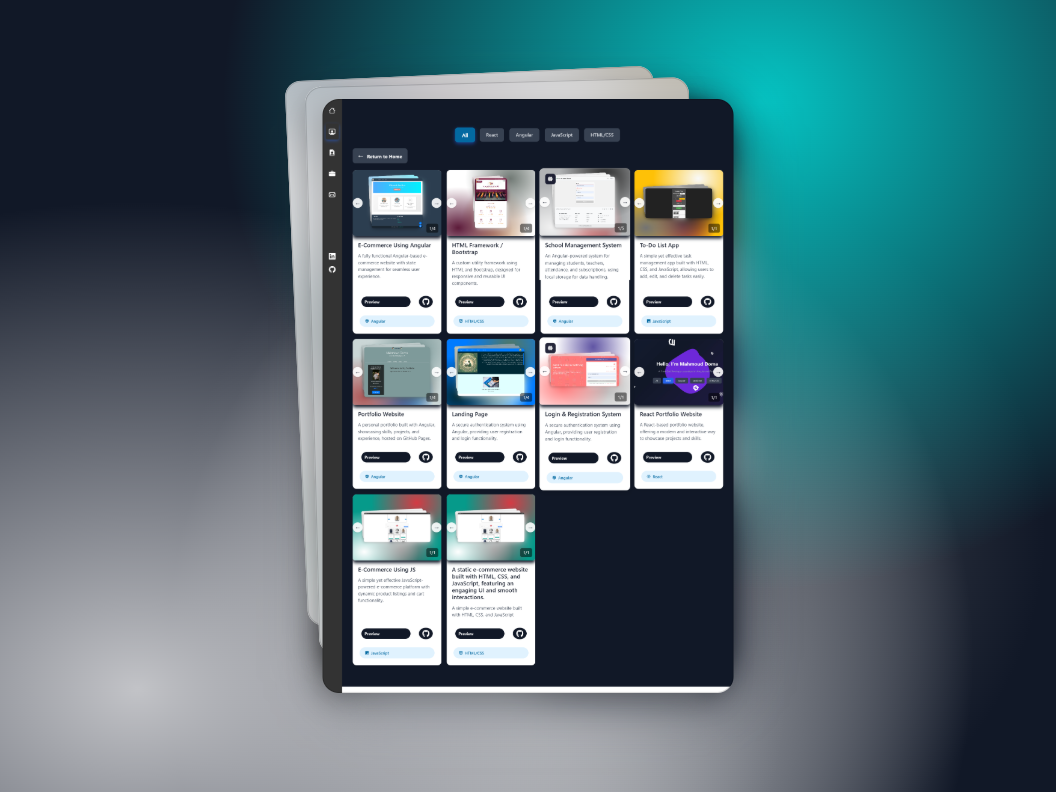 All
React
Angular
JavaScript
HTML/CSS
← Return to Home
1/4
1/4
1/5
1/1
E-Commerce Using Angular
A fully functional Angular-based e-
commerce website with state
management for seamless user
experience.
Preview
Angular
HTML Framework /
Bootstrap
A custom utility framework using
HTML and Bootstrap, designed for
responsive and reusable UI
components.
Preview
HTML/CSS
School Management System
An Angular-powered system for
managing students, teachers,
attendance, and subscriptions, using
local storage for data handling.
Preview
Angular
To-Do List App
A simple yet effective task
management app built with HTML,
CSS, and JavaScript, allowing users to
add, edit, and delete tasks easily.
Preview
JavaScript
Hello, I'm Mahmoud Doma
1/4
1/1
Portfolio Website
A personal portfolio built with Angular,
showcasing skills, projects, and
experience, hosted on GitHub Pages.
Preview
Angular
Landing Page
A secure authentication system using
Angular, providing user registration
and login functionality.
Preview
Angular
Login & Registration System
A secure authentication system using
Angular, providing user registration
and login functionality.
Preview
Angular
React Portfolio Website
A React-based portfolio website,
offering a modern and interactive way
to showcase projects and skills.
Preview
React
1/1
1/1
E-Commerce Using JS
A simple yet effective JavaScript-
powered e-commerce platform with
dynamic product listings and cart
functionality.
Preview
JavaScript
A static e-commerce website
built with HTML, CSS, and
JavaScript, featuring an
engaging UI and smooth
interactions.
A simple e-commerce website built
with HTML, CSS, and JavaScript.
Preview
HTML/CSS